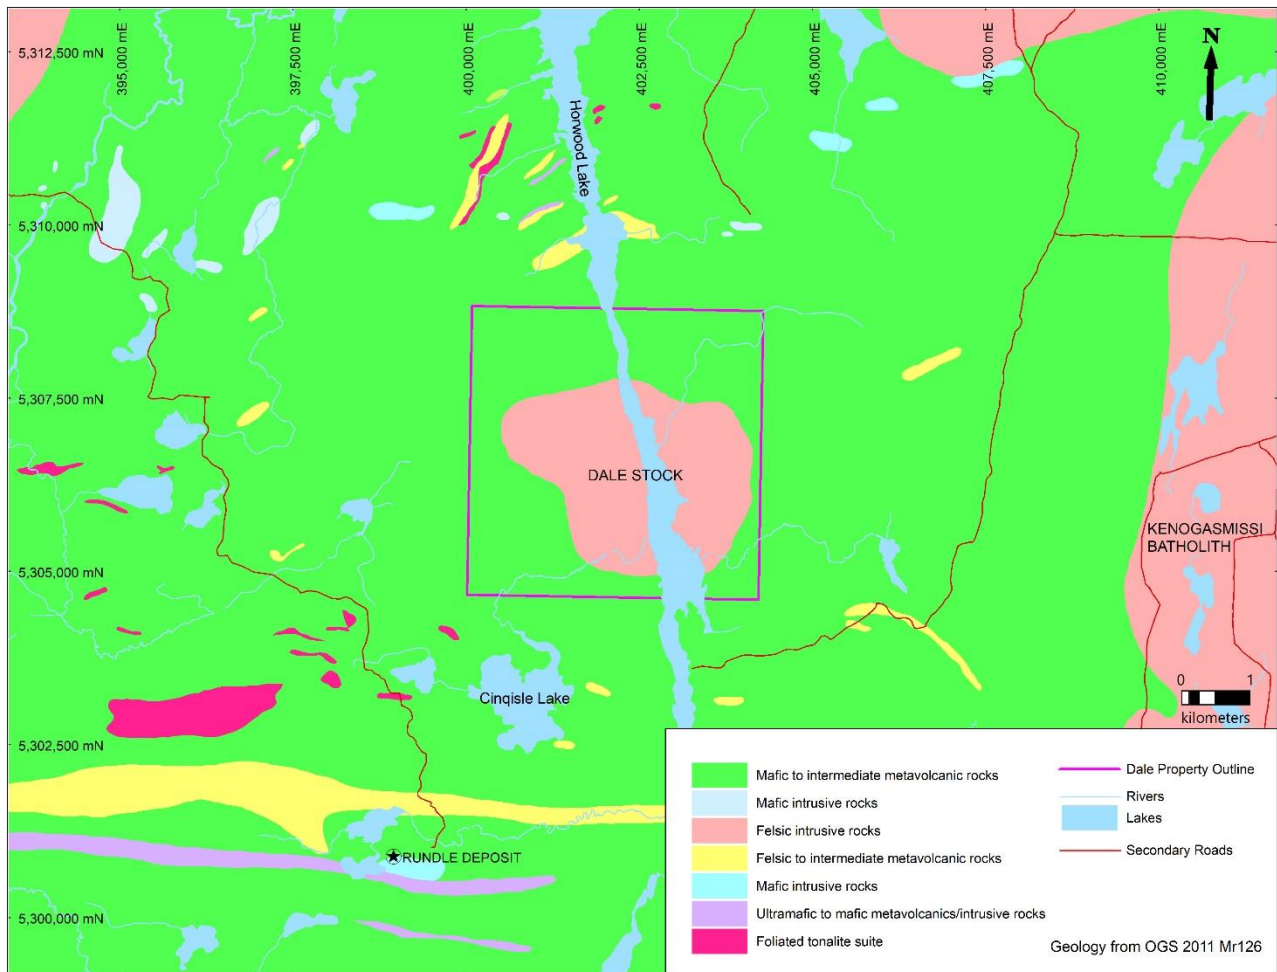 395,000 mE
397,500 mE
400,000 mE
402,500 mE
405,000 mE
407,500 mE
410,000 mE
N
5,312,500 mN
Horwood Lake
5,310,000 mN
5,307,500 mN
DALE STOCK
KENOGASMISSI
BATHOLITH
5,305,000 mN
Cinqisle Lake
0 1
kilometers
5,302,500 mN
RUNDLE DEPOSIT
5,300,000 mN
Mafic to intermediate metavolcanic rocks
Mafic intrusive rocks
Felsic intrusive rocks
Felsic to intermediate metavolcanic rocks
Mafic intrusive rocks
Ultramafic to mafic metavolcanics/intrusive rocks
Foliated tonalite suite
Dale Property Outline
Rivers
Lakes
Secondary Roads
Geology from OGS 2011 Mr126